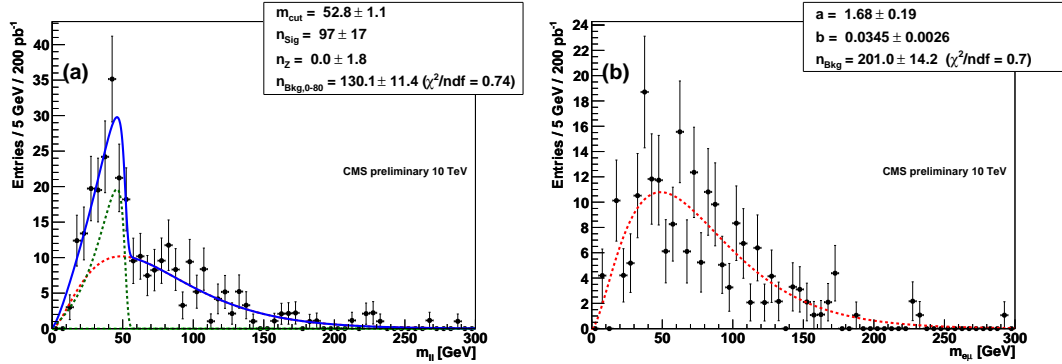 m_cut = 52.8 ± 1.1
n_Sig = 97 ± 17
n_Z = 0.0 ± 1.8
n_Bkg,0-80 = 130.1 ± 11.4 (χ²/ndf = 0.74)
(a)
CMS preliminary 10 TeV
Entries / 5 GeV / 200 pb⁻¹
40
35
30
25
20
15
10
5
0
0 50 100 150 200 250 300
m_ll [GeV]
a = 1.68 ± 0.19
b = 0.0345 ± 0.0026
n_Bkg = 201.0 ± 14.2 (χ²/ndf = 0.7)
(b)
CMS preliminary 10 TeV
Entries / 5 GeV / 200 pb⁻¹
24
22
20
18
16
14
12
10
8
6
4
2
0
0 50 100 150 200 250 300
m_eμ [GeV]